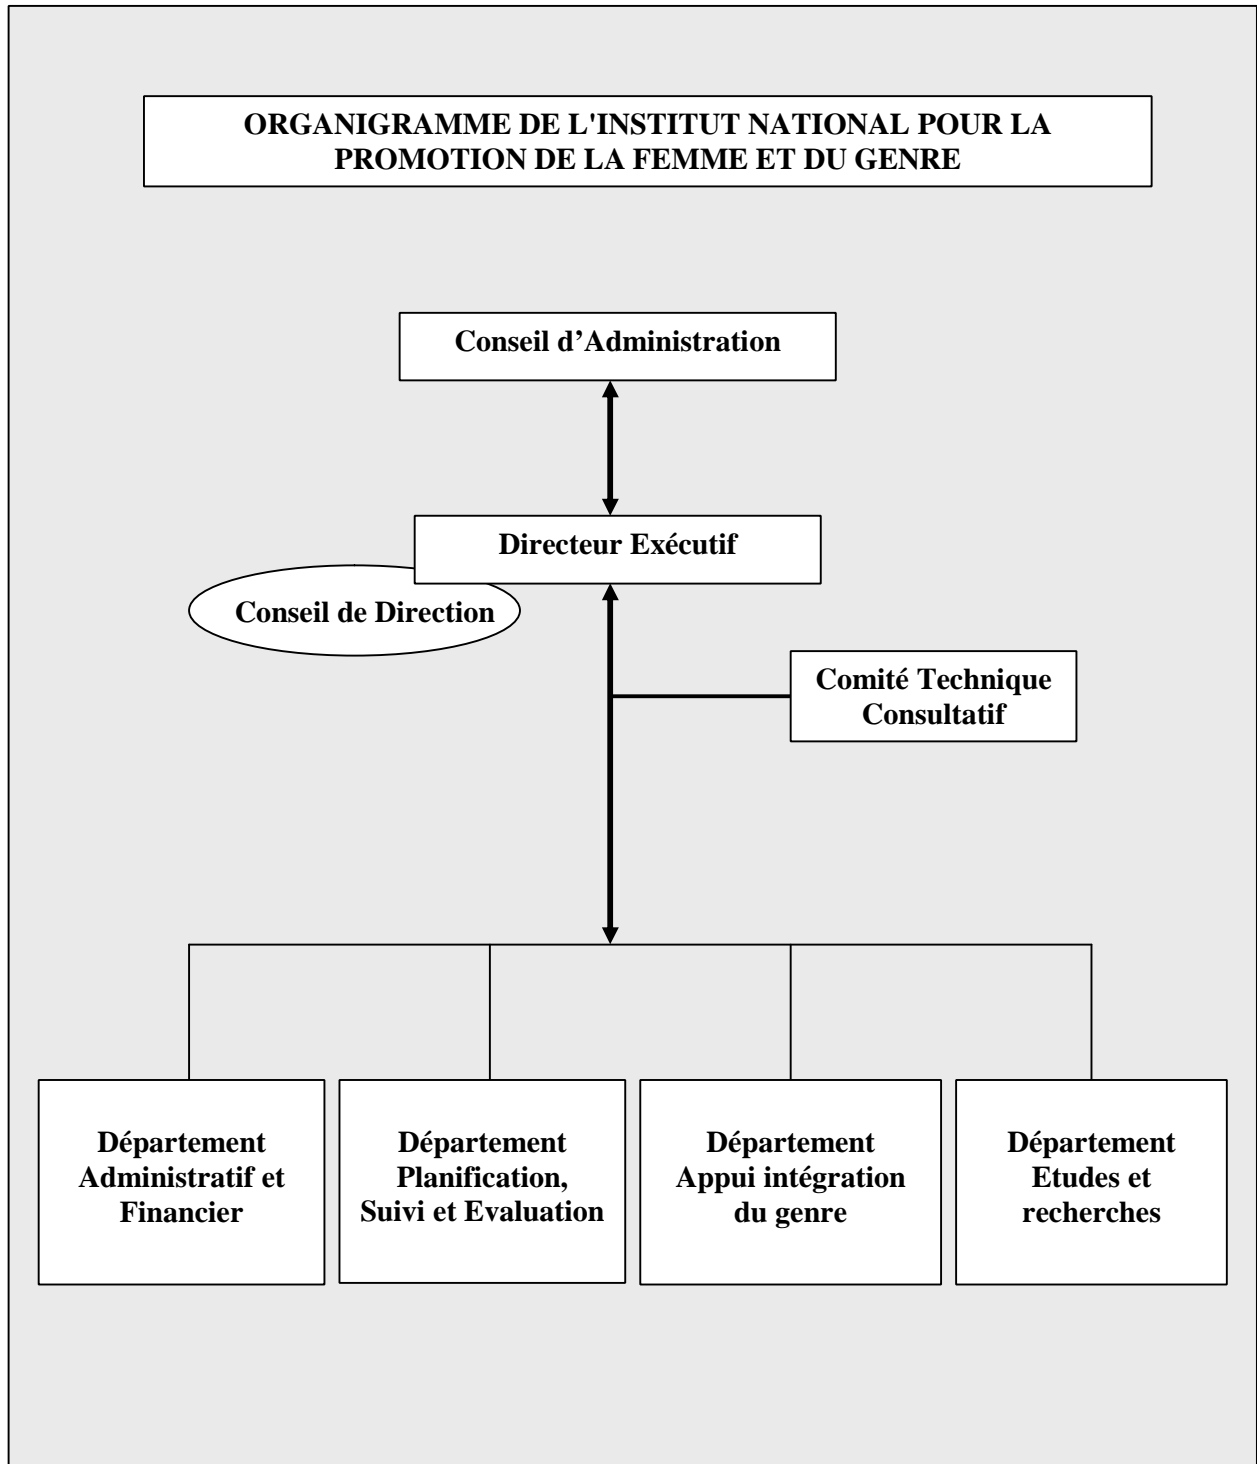 ORGANIGRAMME DE L'INSTITUT NATIONAL POUR LA
PROMOTION DE LA FEMME ET DU GENRE
Conseil d’Administration
Directeur Exécutif
Conseil de Direction
Comité Technique
Consultatif
Département
Administratif et
Financier
Département
Planification,
Suivi et Evaluation
Département
Appui intégration
du genre
Département
Etudes et
recherches